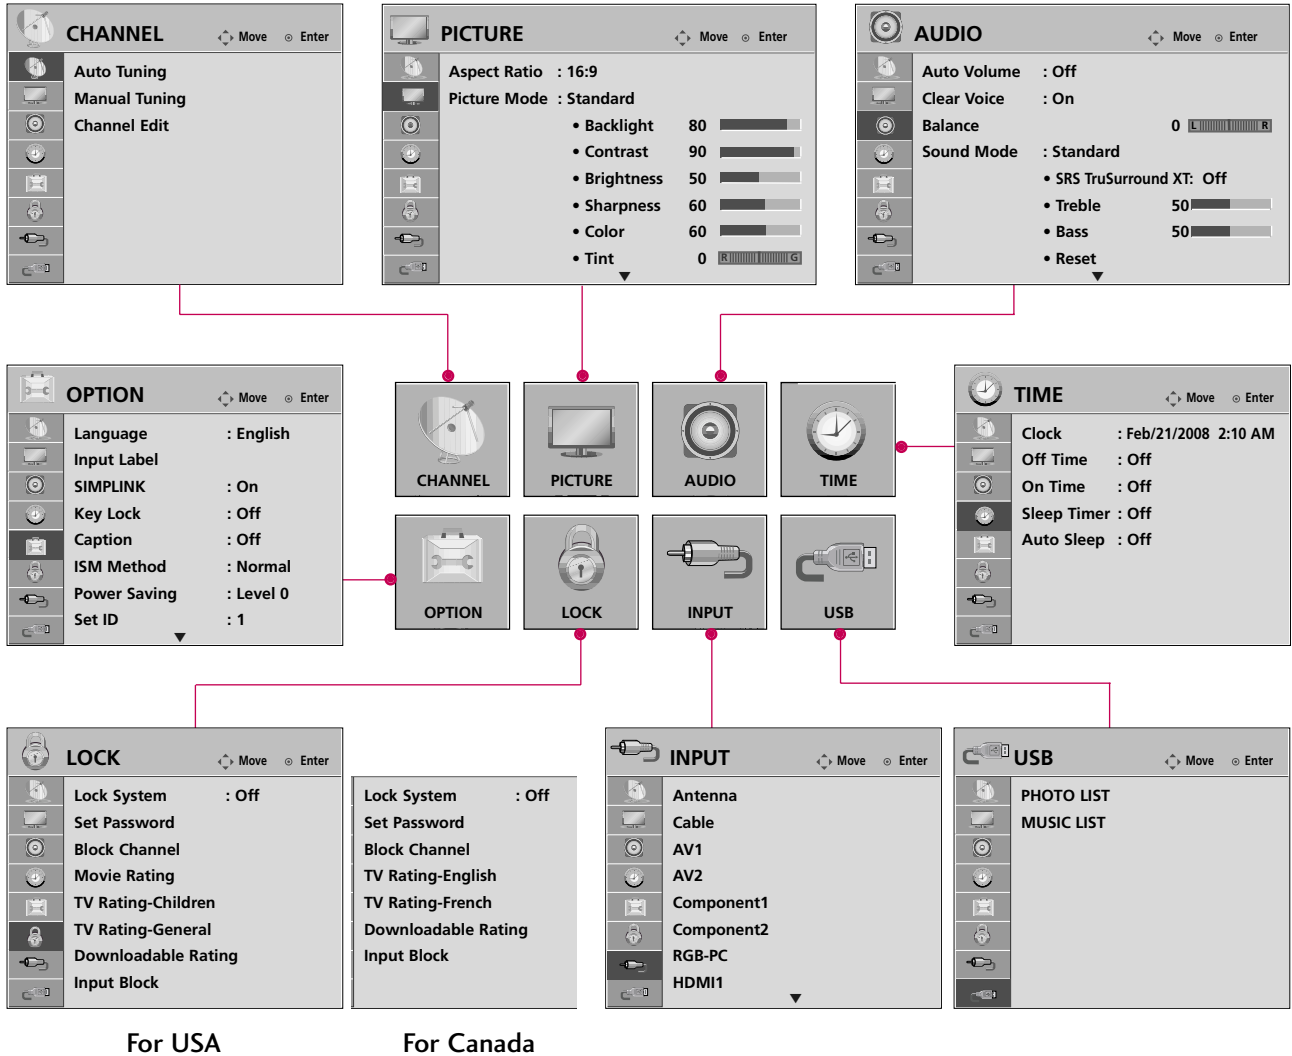 CHANNEL Move Enter
Auto Tuning
Manual Tuning
Channel Edit
PICTURE Move Enter
Aspect Ratio : 16:9
Picture Mode : Standard
• Backlight 80
• Contrast 90
• Brightness 50
• Sharpness 60
• Color 60
• Tint 0 R G
AUDIO Move Enter
Auto Volume : Off
Clear Voice : On
Balance 0 L R
Sound Mode : Standard
• SRS TruSurround XT: Off
• Treble 50
• Bass 50
• Reset
OPTION Move Enter
Language : English
Input Label
SIMPLINK : On
Key Lock : Off
Caption : Off
ISM Method : Normal
Power Saving : Level 0
Set ID : 1
CHANNEL
PICTURE
AUDIO
TIME
OPTION
LOCK
INPUT
USB
TIME Move Enter
Clock : Feb/21/2008 2:10 AM
Off Time : Off
On Time : Off
Sleep Timer : Off
Auto Sleep : Off
LOCK Move Enter
Lock System : Off
Set Password
Block Channel
Movie Rating
TV Rating-Children
TV Rating-General
Downloadable Rating
Input Block
For USA
Lock System : Off
Set Password
Block Channel
TV Rating-English
TV Rating-French
Downloadable Rating
Input Block
For Canada
INPUT Move Enter
Antenna
Cable
AV1
AV2
Component1
Component2
RGB-PC
HDMI1
USB Move Enter
PHOTO LIST
MUSIC LIST